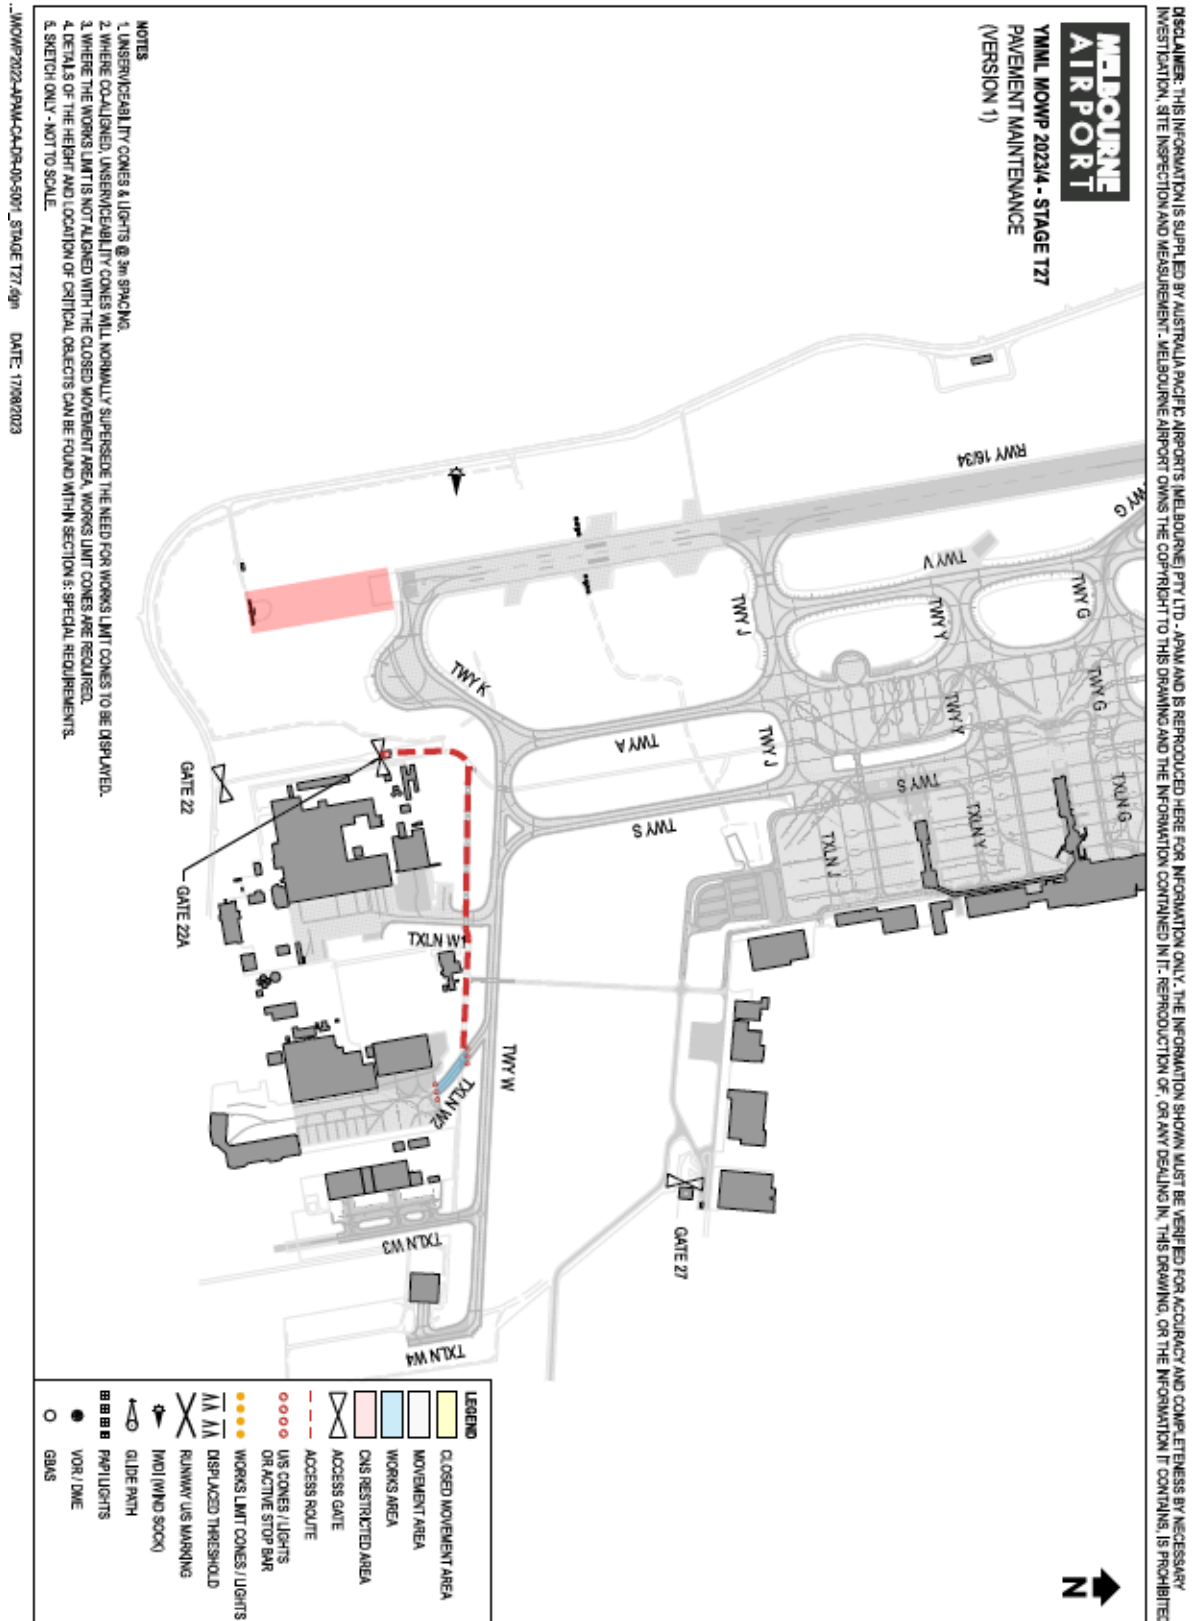 DISCLAIMER: THIS INFORMATION IS SUPPLIED BY AUSTRALIA PACIFIC AIRPORTS (MELBOURNE) PTY LTD - APAM AND IS REPRODUCED HERE FOR INFORMATION ONLY. THE INFORMATION SHOWN MUST BE VERIFIED FOR ACCURACY AND COMPLETENESS BY NECESSARY
INVESTIGATION, SITE INSPECTION AND MEASUREMENT. MELBOURNE AIRPORT OWNS THE COPYRIGHT TO THIS DRAWING AND THE INFORMATION CONTAINED IN IT. REPRODUCTION OF, OR ANY DEALING IN, THIS DRAWING, OR THE INFORMATION IT CONTAINS, IS PROHIBITED
MELBOURNE
AIRPORT
YMML MOWP 2023/4 - STAGE T27
PAVEMENT MAINTENANCE
(VERSION 1)
RWY 16/34
TWY G
TWY V
TWY G
TWY Y
TWY J
TWY G
TWY Y
TWY K
TWY A
TWY J
TXLN G
TWY S
TXLN Y
TWY S
TXLN J
GATE 22
GATE 22A
TXLN W1
TWY W
TXLN W2
GATE 27
TXLN W3
TXLN W4
NOTES
1. UNSERVICEABILITY CONES & LIGHTS @ 3m SPACING.
2. WHERE CO-ALIGNED, UNSERVICEABILITY CONES WILL NORMALLY SUPERSEDE THE NEED FOR WORKS LIMIT CONES TO BE DISPLAYED.
3. WHERE THE WORKS LIMIT IS NOT ALIGNED WITH THE CLOSED MOVEMENT AREA, WORKS LIMIT CONES ARE REQUIRED.
4. DETAILS OF THE HEIGHT AND LOCATION OF CRITICAL OBJECTS CAN BE FOUND WITHIN SECTION 5: SPECIAL REQUIREMENTS.
5. SKETCH ONLY - NOT TO SCALE.
LEGEND
CLOSED MOVEMENT AREA
MOVEMENT AREA
WORKS AREA
CNS RESTRICTED AREA
ACCESS GATE
ACCESS ROUTE
U/S CONES / LIGHTS
OR ACTIVE STOP BAR
WORKS LIMIT CONES / LIGHTS
DISPLACED THRESHOLD
RUNWAY U/S MARKING
IWDI (WIND SOCK)
GLIDE PATH
PAPI LIGHTS
VOR / DME
GBAS
N
...\MOWP2022-APAM-CA-DR-00-5001_STAGE T27.dgn DATE: 17/08/2023